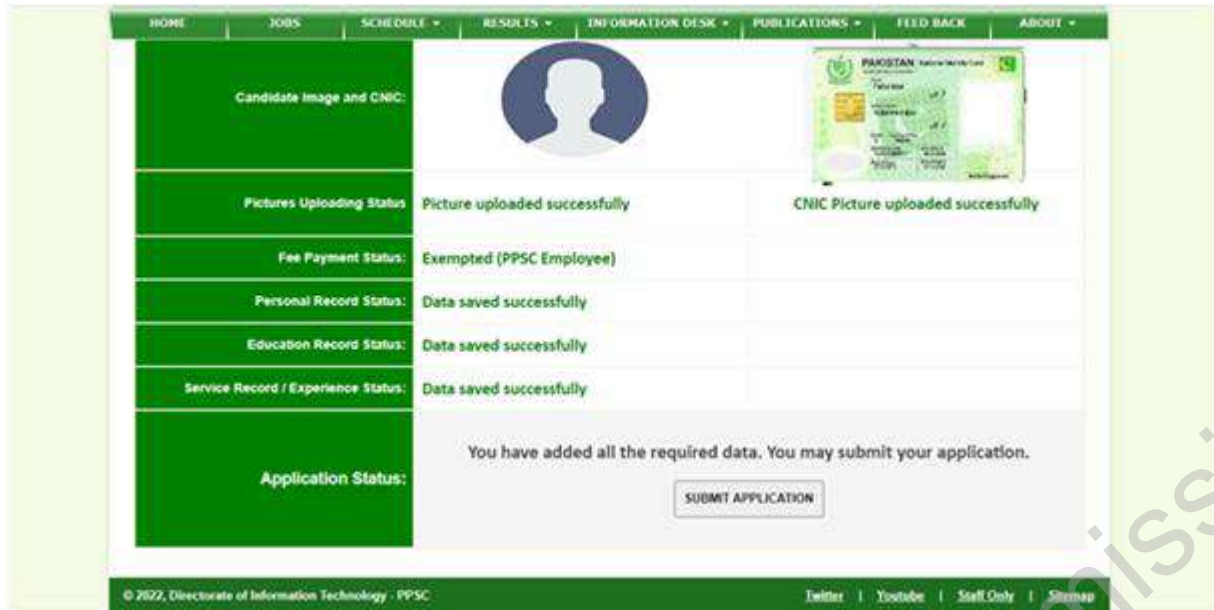 HOME JOBS SCHEDULE RESULTS INFORMATION DESK PUBLICATIONS FEED BACK ABOUT
Candidate Image and CNIC:
PAKISTAN National Identity Card
Pictures Uploading Status Picture uploaded successfully CNIC Picture uploaded successfully
Fee Payment Status: Exempted (PPSC Employee)
Personal Record Status: Data saved successfully
Education Record Status: Data saved successfully
Service Record / Experience Status: Data saved successfully
You have added all the required data. You may submit your application.
Application Status:
SUBMIT APPLICATION
© 2022, Directorate of Information Technology - PPSC Twitter | Youtube | Staff Only | Sitemap
miss